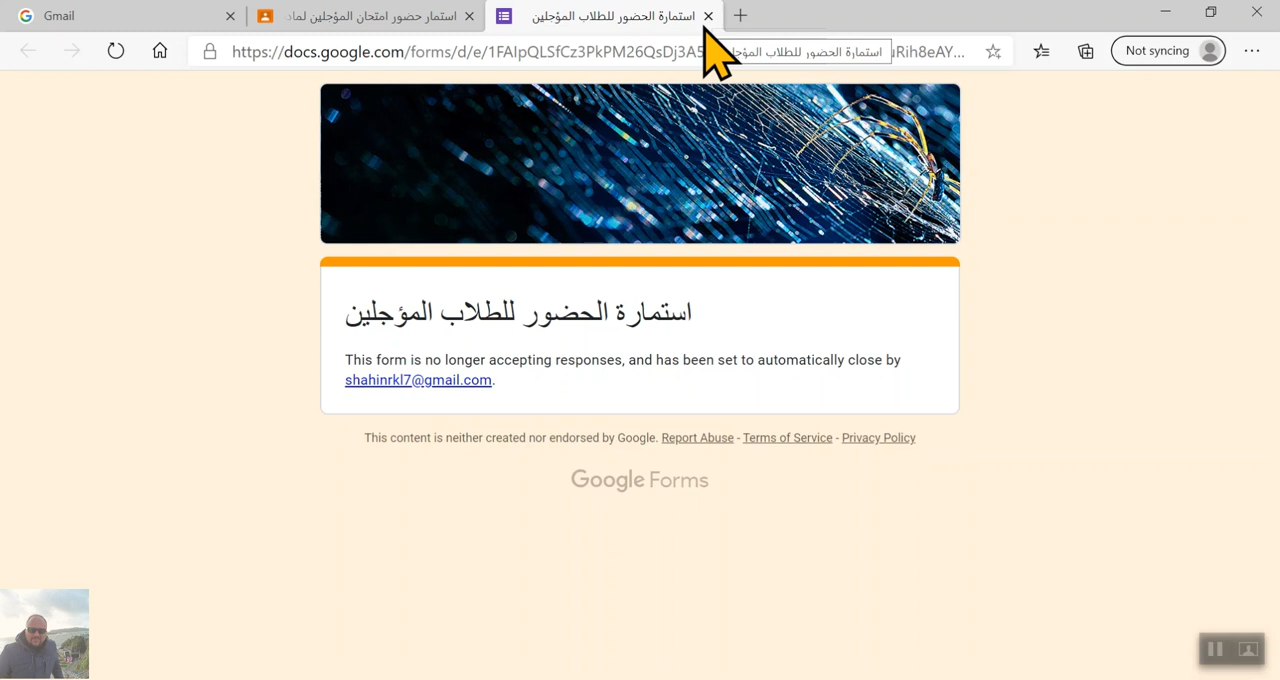 Gmail
استمار حضور امتحان المؤجلين لماد
استمارة الحضور للطلاب المؤجلين
https://docs.google.com/forms/d/e/1FAIpQLSfCz3PkPM26QsDj3A5
uRih8eAY...
استمارة الحضور للطلاب المؤجلين
Not syncing
استمارة الحضور للطلاب المؤجلين
This form is no longer accepting responses, and has been set to automatically close by
shahinrkl7@gmail.com.
This content is neither created nor endorsed by Google. Report Abuse - Terms of Service - Privacy Policy
Google Forms